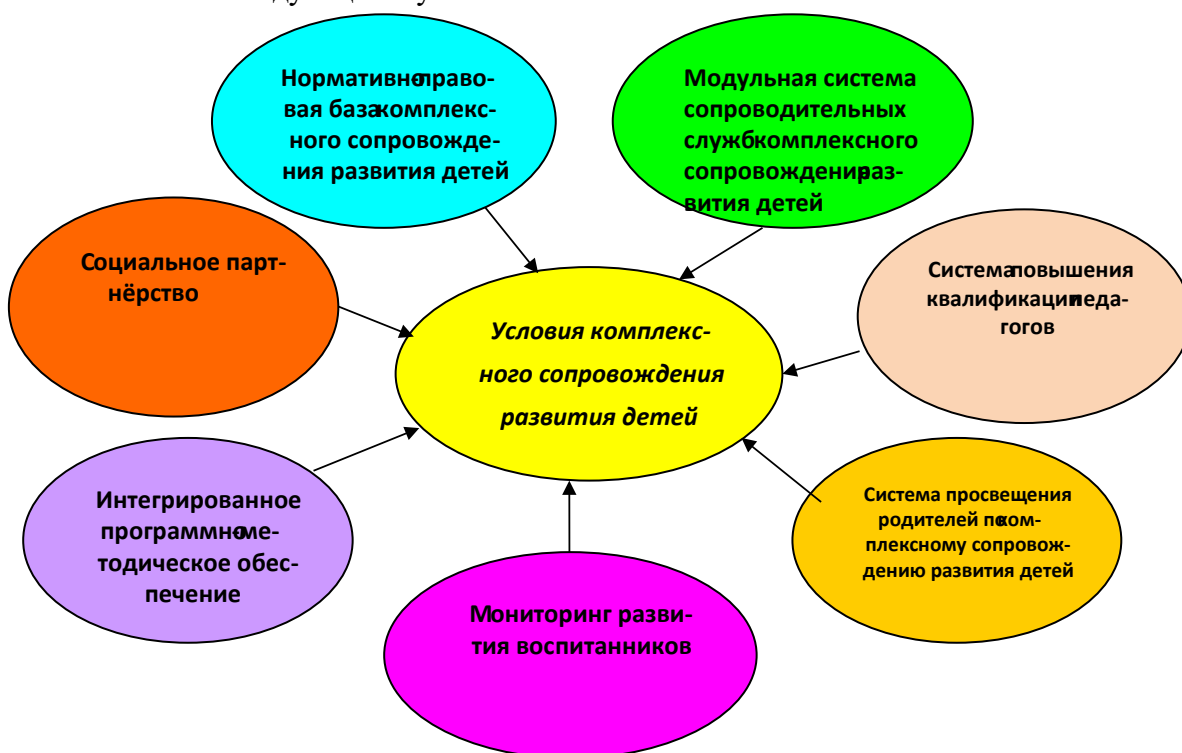 Нормативно-право-
вая база комплекс-
ного сопровожде-
ния развития детей
Модульная система
сопроводительных
служб комплексного
сопровождения раз-
вития детей
Социальное парт-
нёрство
Система повышения
квалификации педа-
гогов
Условия комплекс-
ного сопровождения
развития детей
Интегрированное
программно-ме-
тодическое обес-
печение
Система просвещения
родителей по ком-
плексному сопровож-
дению развития детей
Мониторинг разви-
тия воспитанников